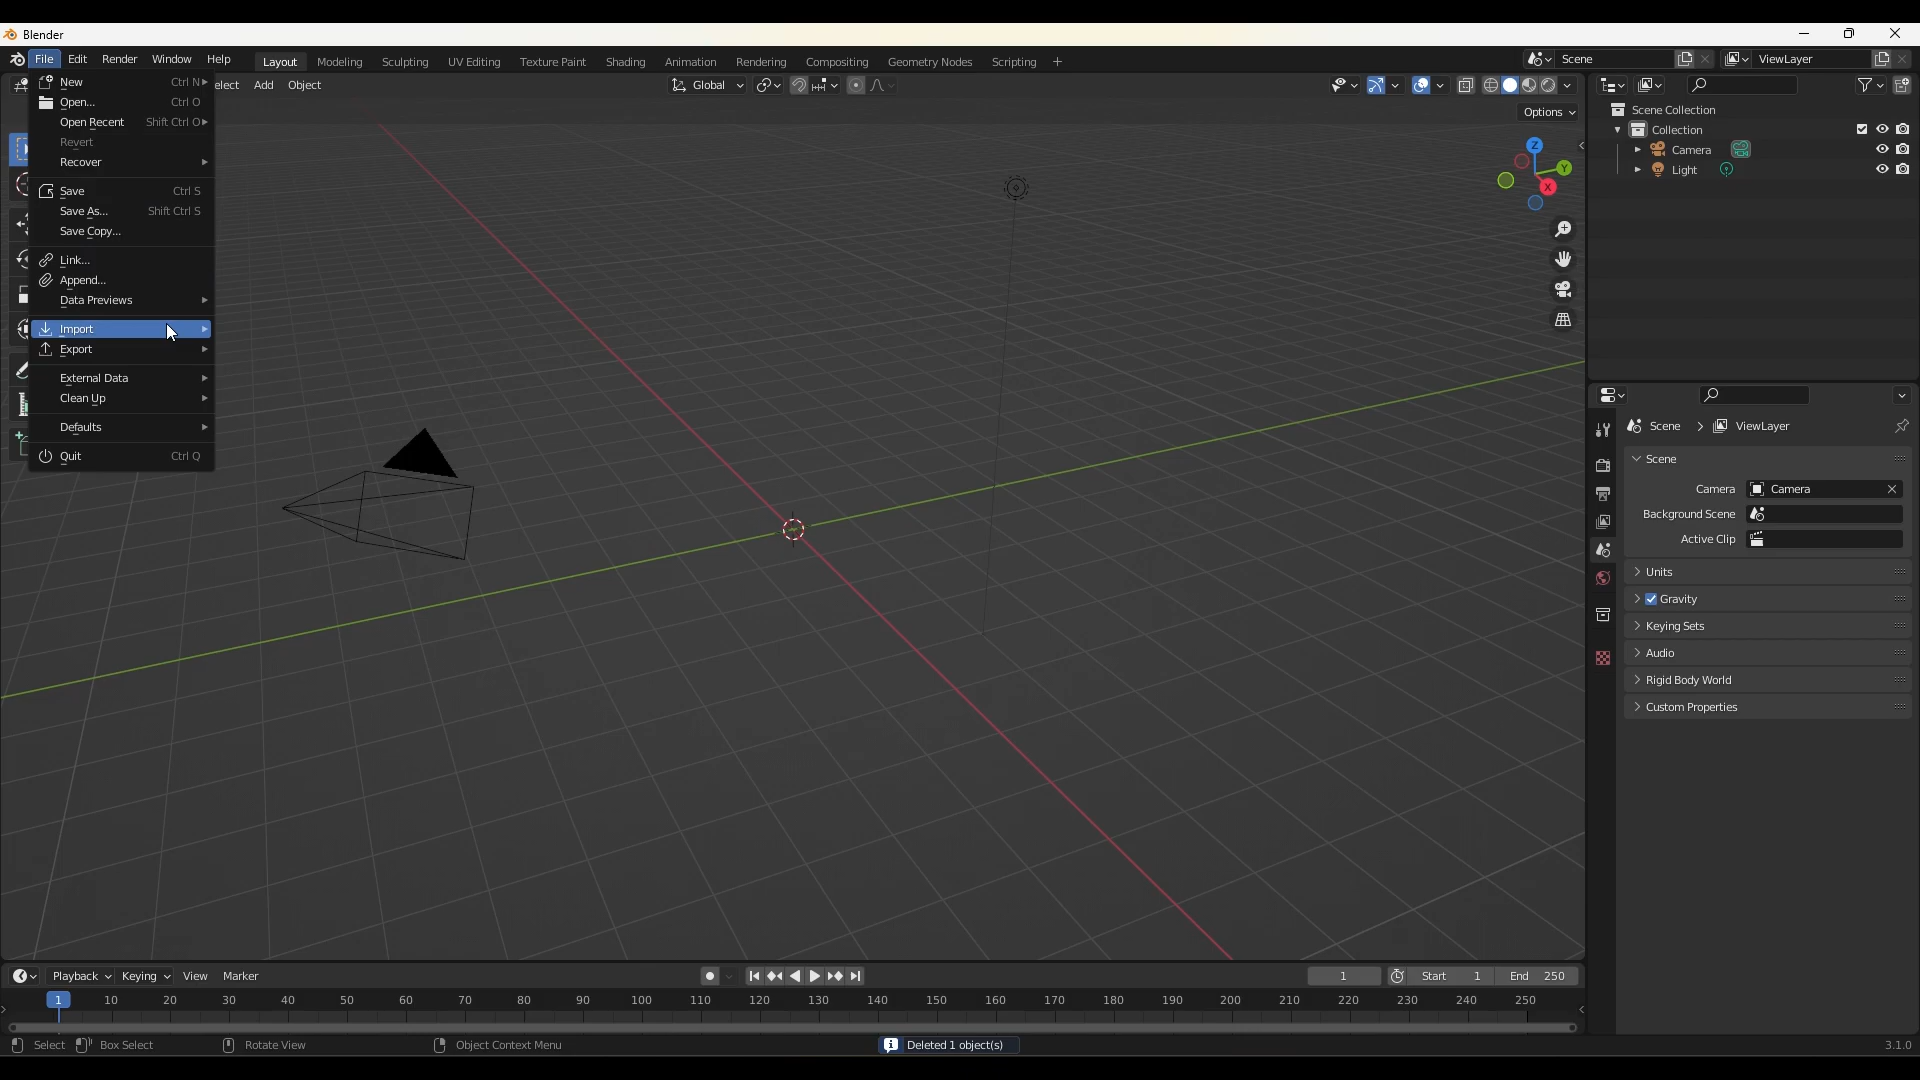 Blender
File Edit Render Window Help Layout Modeling Sculpting UV Editing Texture Paint Shading Animation Rendering Compositing Geometry Nodes Scripting + Scene ViewLayer
elect Add Object Global
Options
New Ctrl N
Open... Ctrl O
Open Recent Shift Ctrl O
Revert
Recover
Save Ctrl S
Save As... Shift Ctrl S
Save Copy...
Link...
Append...
Data Previews
Import
Export
External Data
Clean Up
Defaults
Quit Ctrl Q
Z
Y
X
Scene Collection
Collection
Camera
Light
Scene > ViewLayer
Scene
Camera Camera
Background Scene
Active Clip
Units
Gravity
Keying Sets
Audio
Rigid Body World
Custom Properties
Playback Keying View Marker 1 Start 1 End 250
1 10 20 30 40 50 60 70 80 90 100 110 120 130 140 150 160 170 180 190 200 210 220 230 240 250
Select Box Select Rotate View Object Context Menu Deleted 1 object(s) 3.1.0